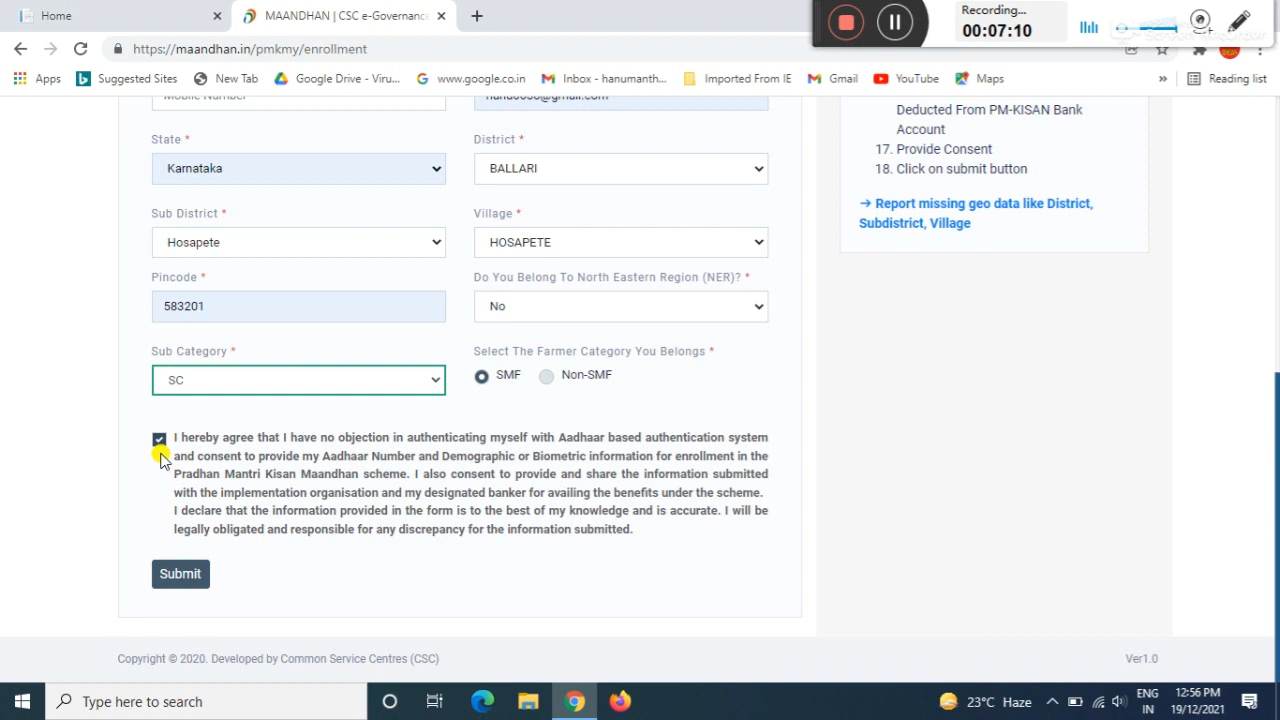 Home
MAANDHAN | CSC e-Governance
Recording...
00:07:10
https://maandhan.in/pmkmy/enrollment
Apps
Suggested Sites
New Tab
Google Drive - Viru...
www.google.co.in
Inbox - hanumanth...
Imported From IE
Gmail
YouTube
Maps
»
Reading list
Mobile Number
Deducted From PM-KISAN Bank
Account
17. Provide Consent
18. Click on submit button
→ Report missing geo data like District,
Subdistrict, Village
State *
District *
Karnataka
BALLARI
Sub District *
Village *
Hosapete
HOSAPETE
Pincode *
Do You Belong To North Eastern Region (NER)? *
583201
No
Sub Category *
Select The Farmer Category You Belongs *
SC
SMF
Non-SMF
I hereby agree that I have no objection in authenticating myself with Aadhaar based authentication system
and consent to provide my Aadhaar Number and Demographic or Biometric information for enrollment in the
Pradhan Mantri Kisan Maandhan scheme. I also consent to provide and share the information submitted
with the implementation organisation and my designated banker for availing the benefits under the scheme.
I declare that the information provided in the form is to the best of my knowledge and is accurate. I will be
legally obligated and responsible for any discrepancy for the information submitted.
Submit
Copyright © 2020. Developed by Common Service Centres (CSC)
Ver1.0
Type here to search
23°C Haze
ENG
IN
12:56 PM
19/12/2021